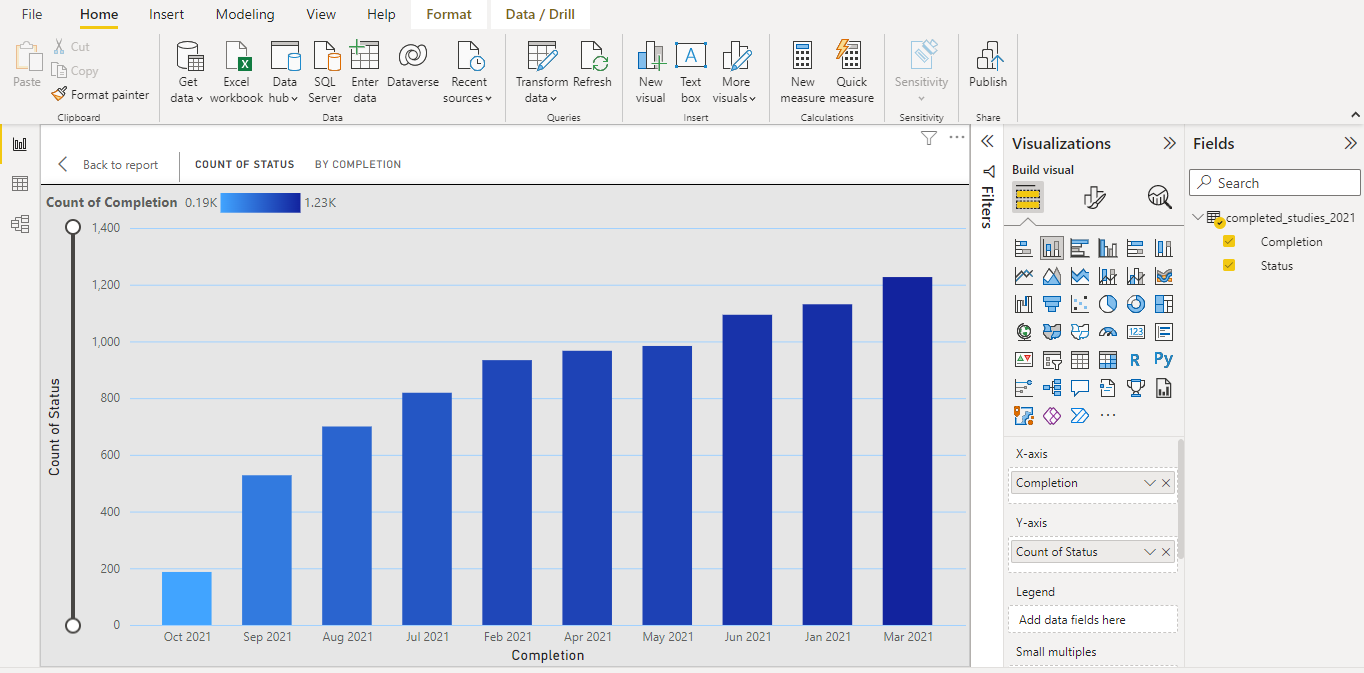 File Home Insert Modeling View Help Format Data / Drill
Paste
Cut
Copy
Format painter
Clipboard
Get data
Excel workbook
Data hub
SQL Server
Enter data
Dataverse
Recent sources
Data
Transform data
Refresh
Queries
New visual
Text box
More visuals
Insert
New measure
Quick measure
Calculations
Sensitivity
Sensitivity
Publish
Share
Back to report COUNT OF STATUS BY COMPLETION
Count of Completion 0.19K 1.23K
Count of Status
1,400
1,200
1,000
800
600
400
200
0
Oct 2021 Sep 2021 Aug 2021 Jul 2021 Feb 2021 Apr 2021 May 2021 Jun 2021 Jan 2021 Mar 2021
Completion
Filters
Visualizations
Build visual
123
R Py
X-axis
Completion
Y-axis
Count of Status
Legend
Add data fields here
Small multiples
Fields
Search
completed_studies_2021
Completion
Status